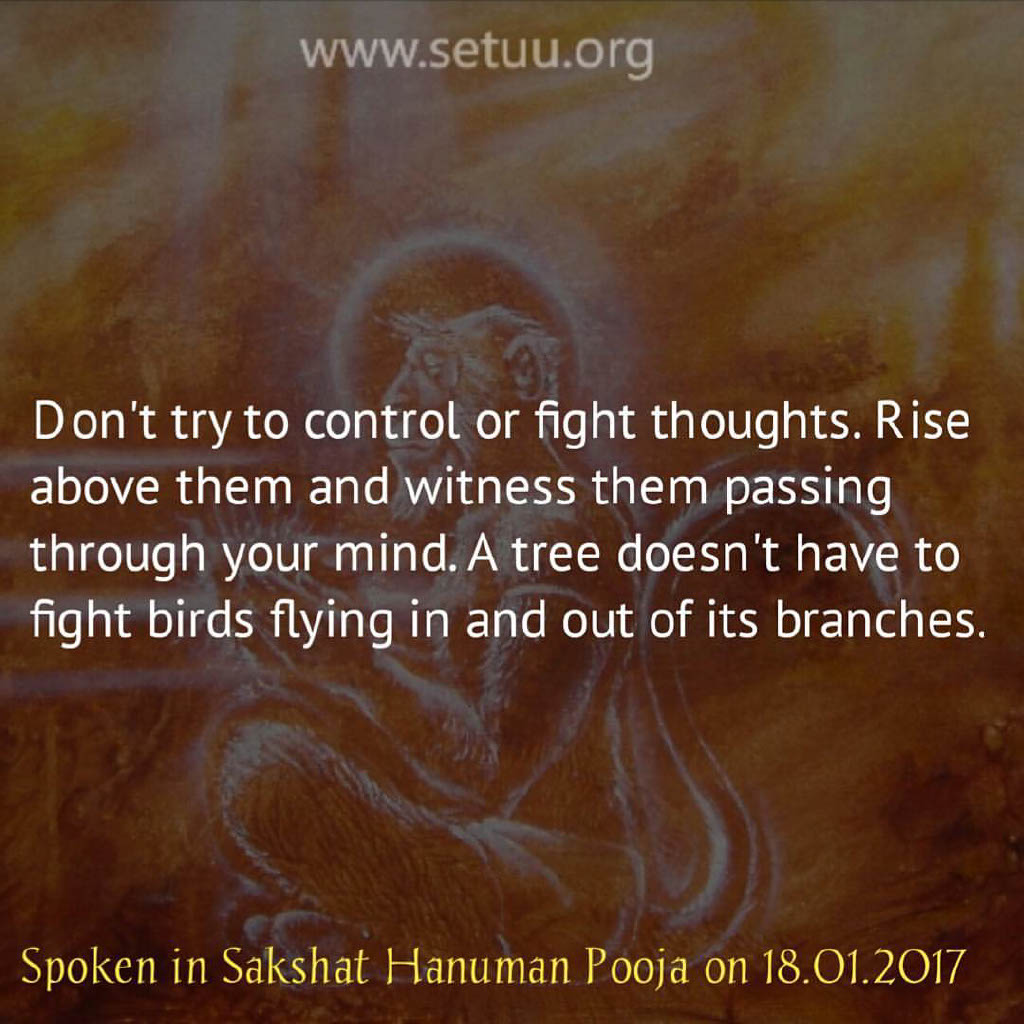 www.setuu.org
Don't try to control or fight thoughts. Rise
above them and witness them passing
through your mind. A tree doesn't have to
fight birds flying in and out of its branches.
Spoken in Sakshat Hanuman Pooja on 18.01.2017